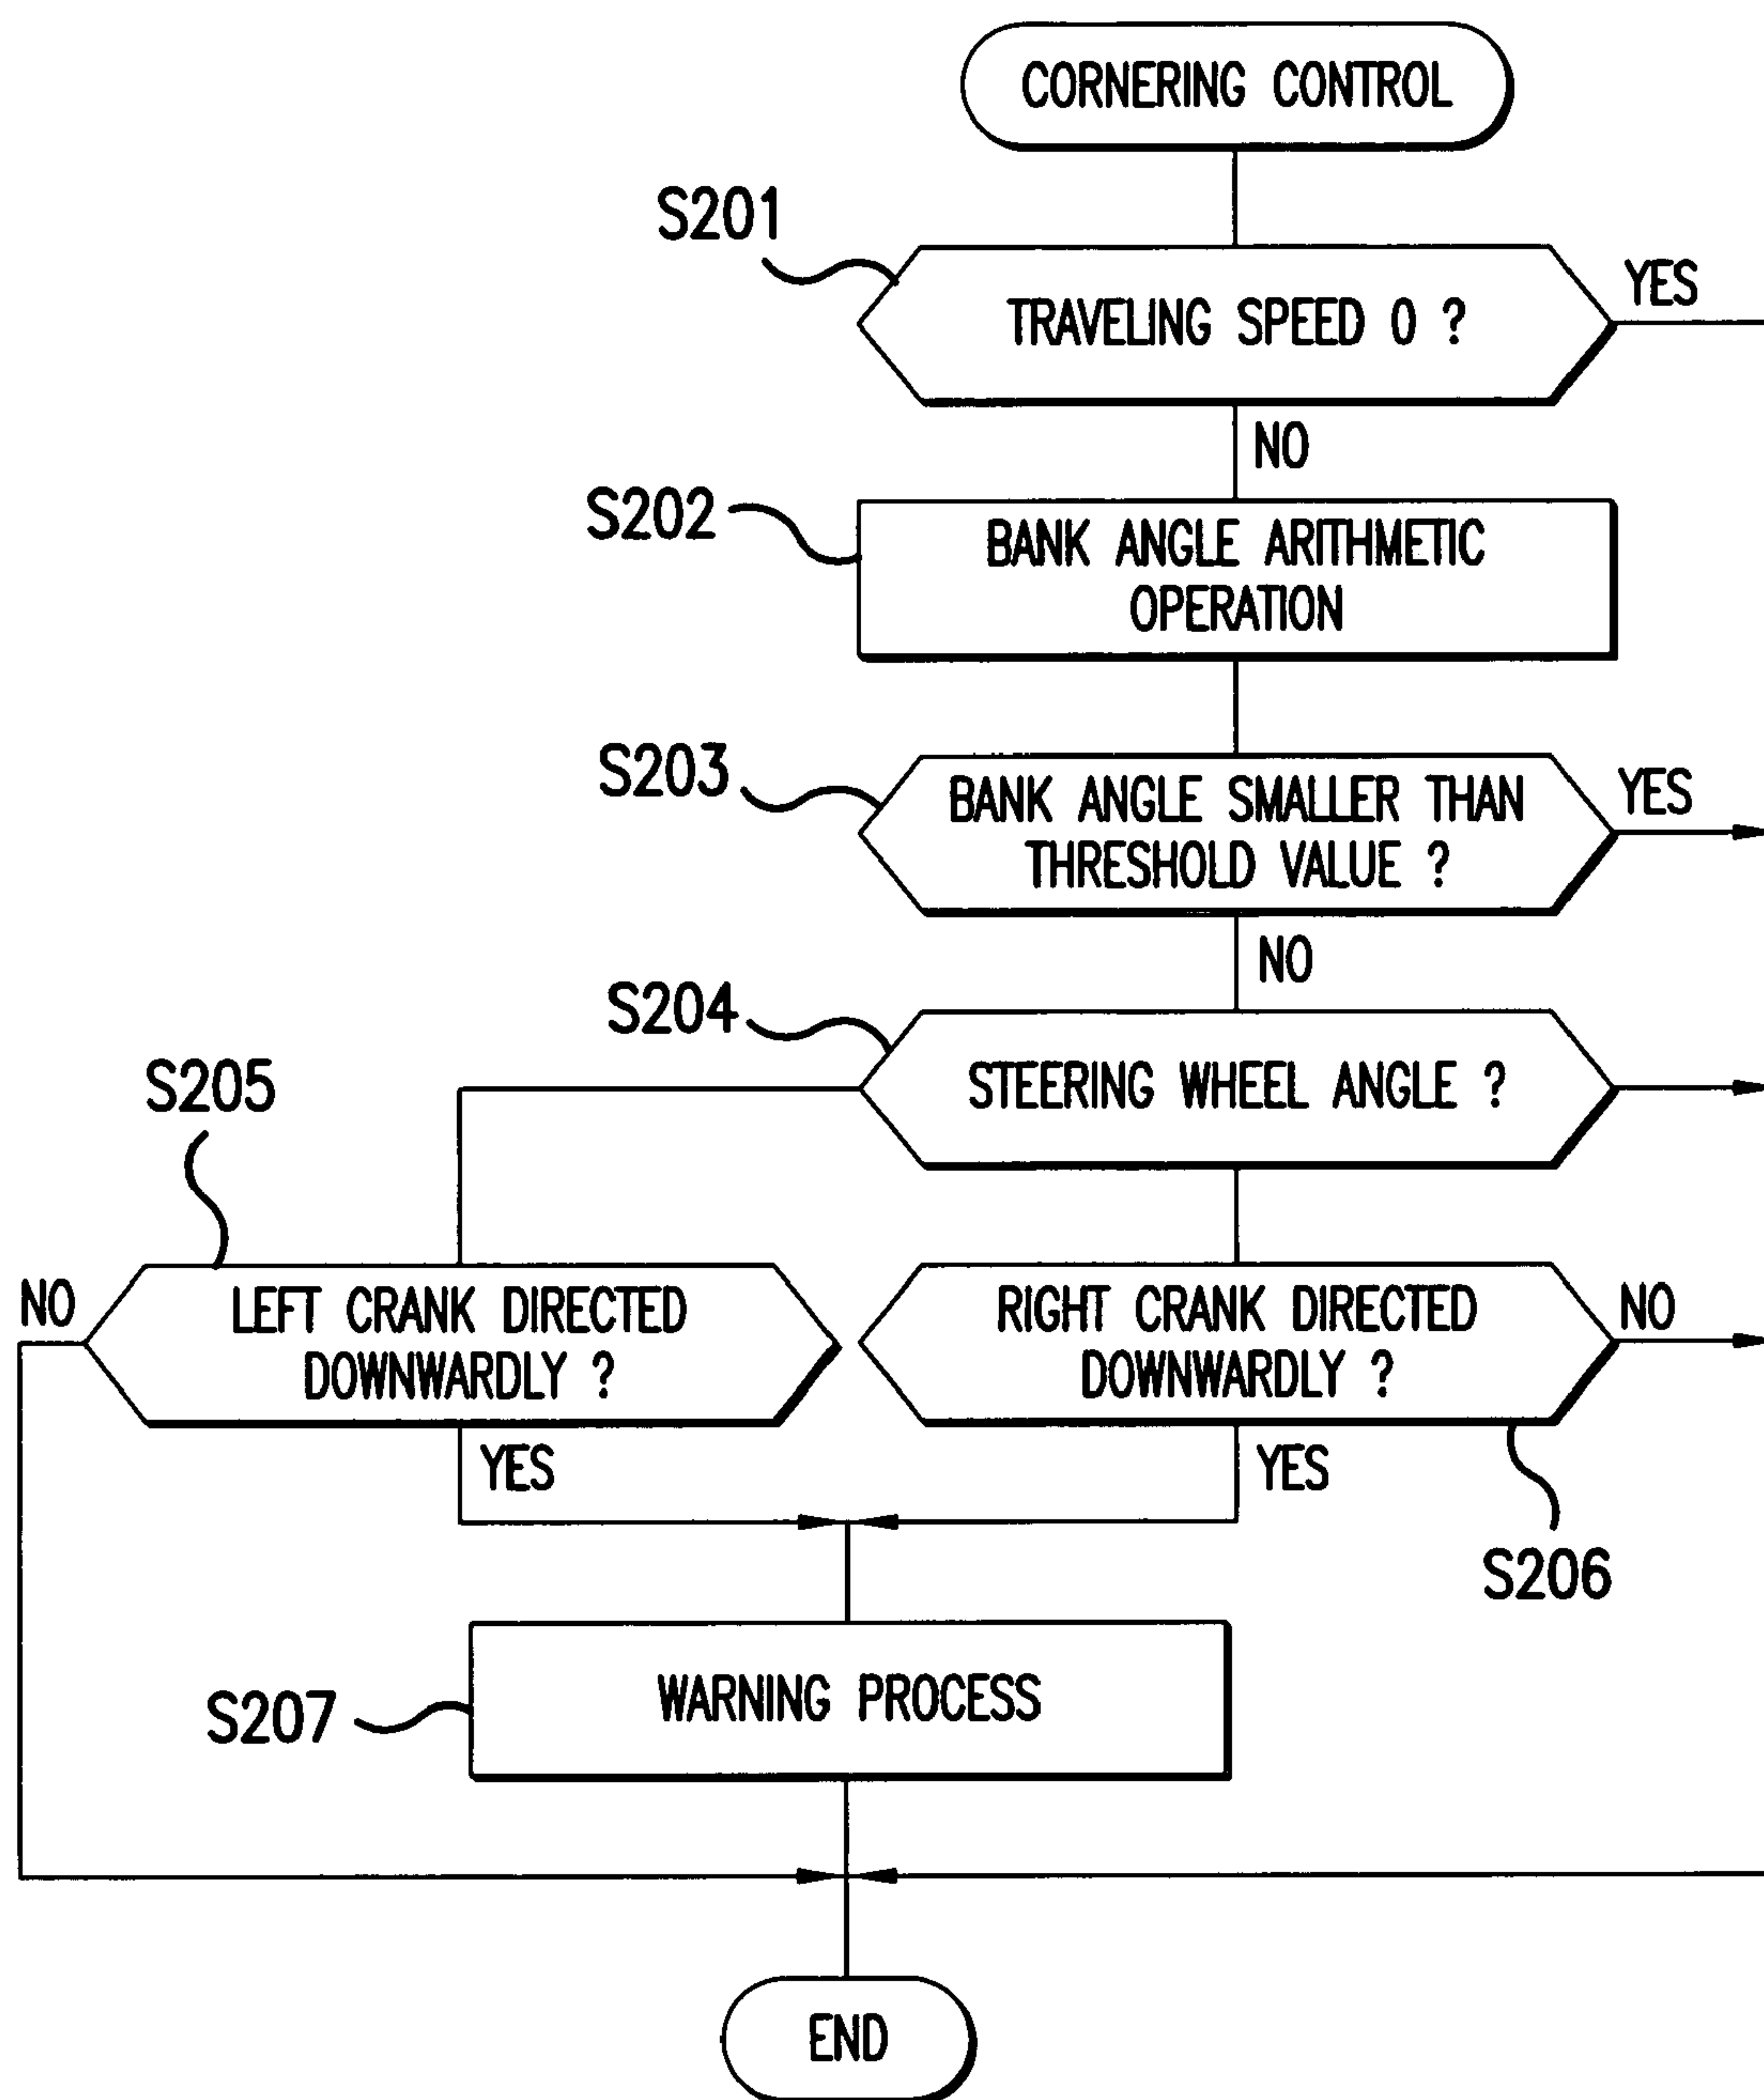 CORNERING CONTROL
S201
TRAVELING SPEED 0 ?
YES
NO
S202
BANK ANGLE ARITHMETIC
OPERATION
S203
BANK ANGLE SMALLER THAN
THRESHOLD VALUE ?
YES
NO
S204
STEERING WHEEL ANGLE ?
S205
NO
LEFT CRANK DIRECTED
DOWNWARDLY ?
RIGHT CRANK DIRECTED
DOWNWARDLY ?
NO
YES
YES
S206
WARNING PROCESS
S207
END